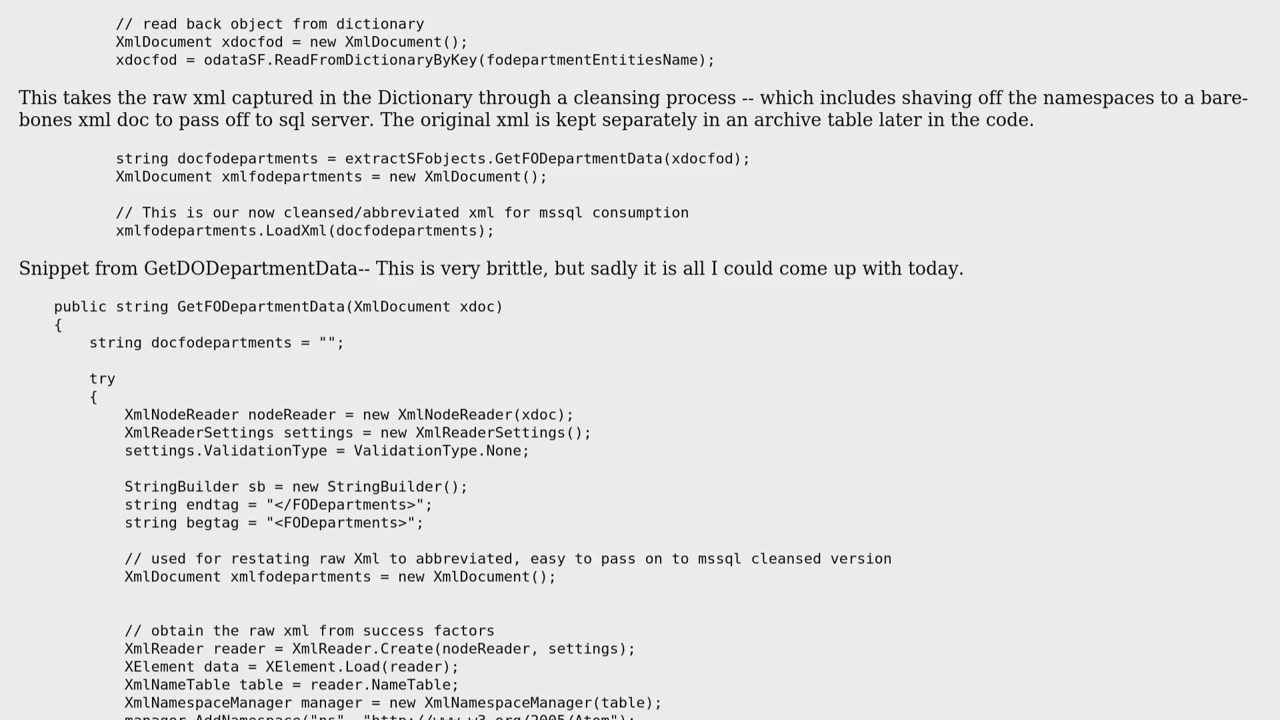 // read back object from dictionary
XmlDocument xdocfod = new XmlDocument();
xdocfod = odataSF.ReadFromDictionaryByKey(fodepartmentEntitiesName);
This takes the raw xml captured in the Dictionary through a cleansing process -- which includes shaving off the namespaces to a bare-
bones xml doc to pass off to sql server. The original xml is kept separately in an archive table later in the code.
string docfodepartments = extractSFobjects.GetFODepartmentData(xdocfod);
XmlDocument xmlfodepartments = new XmlDocument();
// This is our now cleansed/abbreviated xml for mssql consumption
xmlfodepartments.LoadXml(docfodepartments);
Snippet from GetDODepartmentData-- This is very brittle, but sadly it is all I could come up with today.
public string GetFODepartmentData(XmlDocument xdoc)
{
string docfodepartments = "";
try
{
XmlNodeReader nodeReader = new XmlNodeReader(xdoc);
XmlReaderSettings settings = new XmlReaderSettings();
settings.ValidationType = ValidationType.None;
StringBuilder sb = new StringBuilder();
string endtag = "</FODepartments>";
string begtag = "<FODepartments>";
// used for restating raw Xml to abbreviated, easy to pass on to mssql cleansed version
XmlDocument xmlfodepartments = new XmlDocument();
// obtain the raw xml from success factors
XmlReader reader = XmlReader.Create(nodeReader, settings);
XElement data = XElement.Load(reader);
XmlNameTable table = reader.NameTable;
XmlNamespaceManager manager = new XmlNamespaceManager(table);
manager.AddNamespace("ns", "http://www.w3.org/2005/Atom");